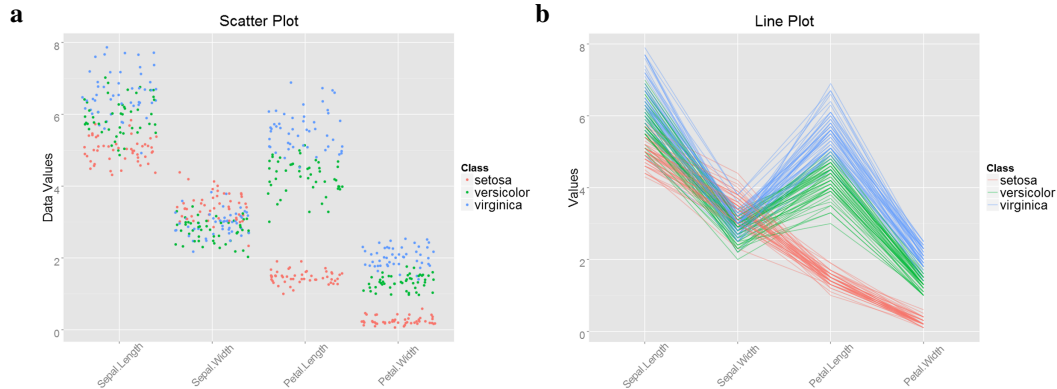 a
Scatter Plot
Data Values
8
6
4
2
0
Sepal.Length
Sepal.Width
Petal.Length
Petal.Width
Class
setosa
versicolor
virginica
b
Line Plot
Values
8
6
4
2
0
Sepal.Length
Sepal.Width
Petal.Length
Petal.Width
Class
setosa
versicolor
virginica